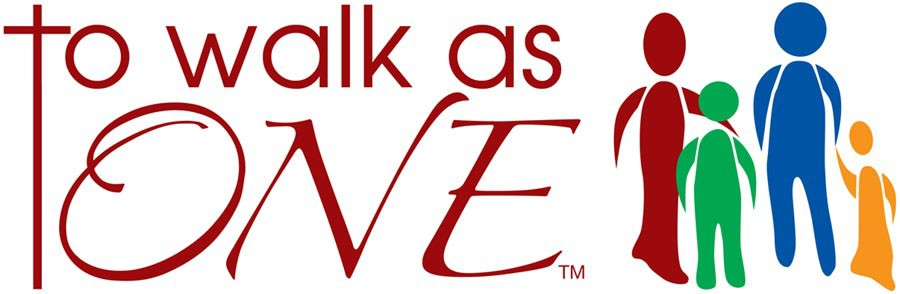 to walk as
ONE™